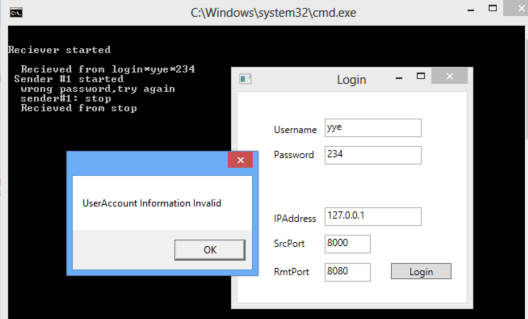 C:\Windows\system32\cmd.exe
Reciever started
Recieved from login*yye*234
Sender #1 started
wrong password,try again
sender#1: stop
Recieved from stop
Login
Username yye
Password 234
IPAddress 127.0.0.1
SrcPort 8000
RmtPort 8080 Login
UserAccount Information Invalid
OK